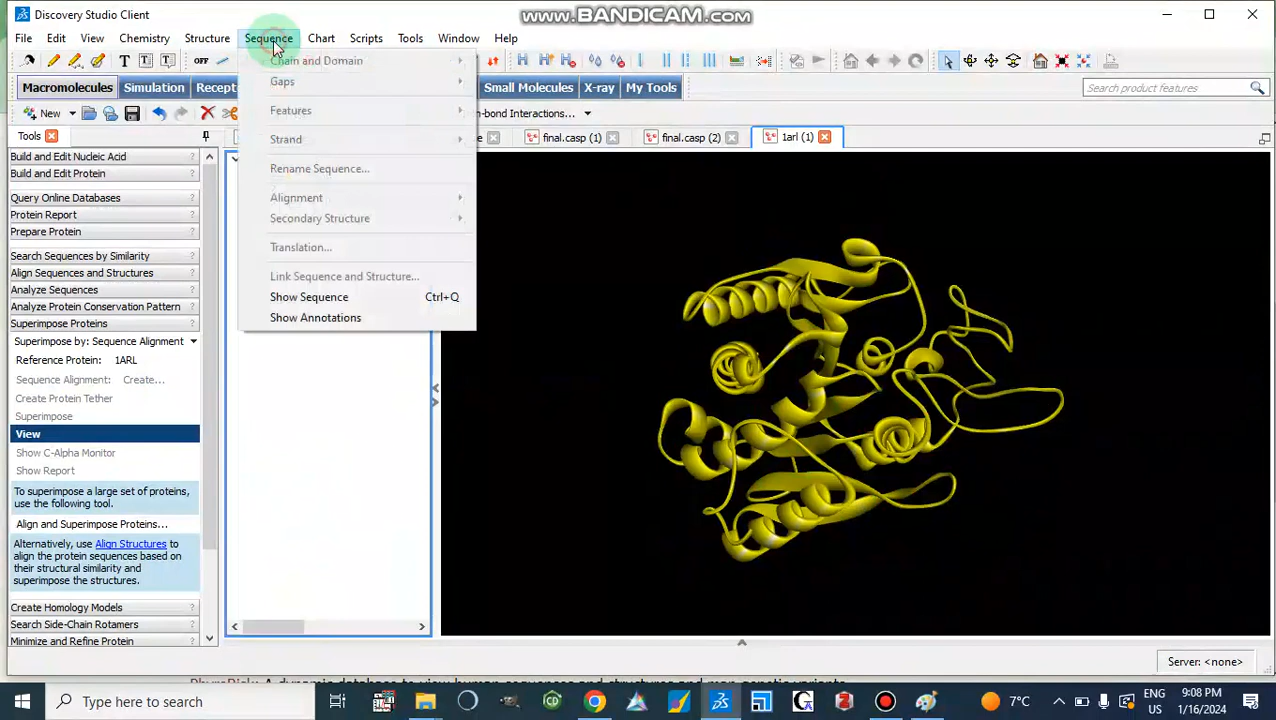 Discovery Studio Client
www.BANDICAM.com
File Edit View Chemistry Structure Sequence Chart Scripts Tools Window Help
OFF
Macromolecules Simulation Recept Small Molecules X-ray My Tools Search product features
New
n-bond Interactions...
Tools
e final.casp (1) final.casp (2) 1arl (1)
Build and Edit Nucleic Acid ?
Build and Edit Protein ?
Query Online Databases ?
Protein Report ?
Prepare Protein ?
Search Sequences by Similarity ?
Align Sequences and Structures ?
Analyze Sequences ?
Analyze Protein Conservation Pattern ?
Superimpose Proteins ?
Superimpose by: Sequence Alignment
Reference Protein: 1ARL
Sequence Alignment: Create...
Create Protein Tether
Superimpose
View
Show C-Alpha Monitor
Show Report
To superimpose a large set of proteins,
use the following tool.
Align and Superimpose Proteins...
Alternatively, use Align Structures to
align the protein sequences based on
their structural similarity and
superimpose the structures.
Create Homology Models ?
Search Side-Chain Rotamers ?
Minimize and Refine Protein ?
Chain and Domain
Gaps
Features
Strand
Rename Sequence...
Alignment
Secondary Structure
Translation...
Link Sequence and Structure...
Show Sequence Ctrl+Q
Show Annotations
Server: <none>
Type here to search
7°C
ENG
US
9:08 PM
1/16/2024